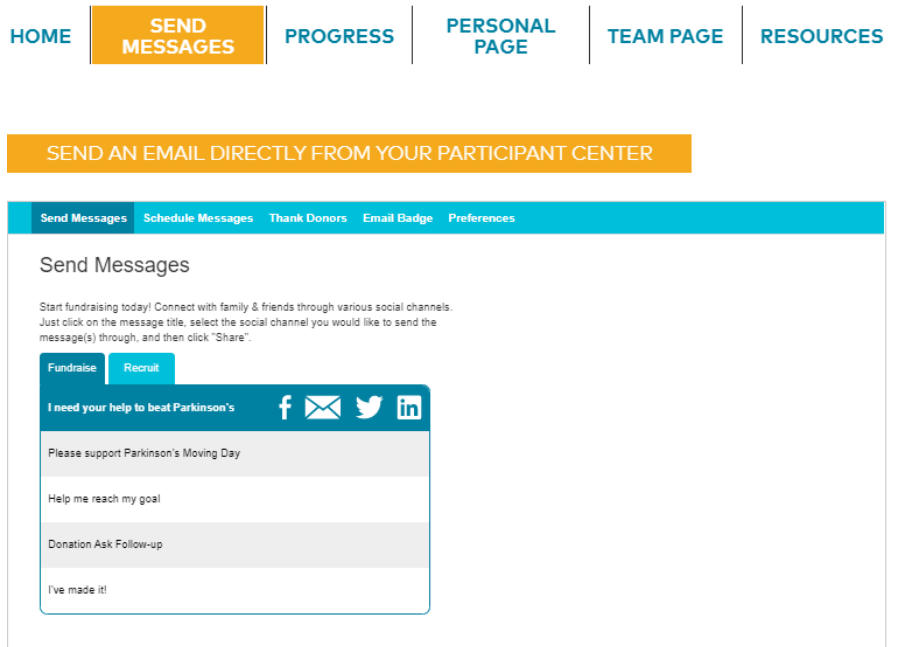 HOME
SEND
MESSAGES
PROGRESS
PERSONAL
PAGE
TEAM PAGE
RESOURCES
SEND AN EMAIL DIRECTLY FROM YOUR PARTICIPANT CENTER
Send Messages Schedule Messages Thank Donors Email Badge Preferences
Send Messages
Start fundraising today! Connect with family & friends through various social channels.
Just click on the message title, select the social channel you would like to send the
message(s) through, and then click "Share".
Fundraise Recruit
I need your help to beat Parkinson's
Please support Parkinson's Moving Day
Help me reach my goal
Donation Ask Follow-up
I've made it!